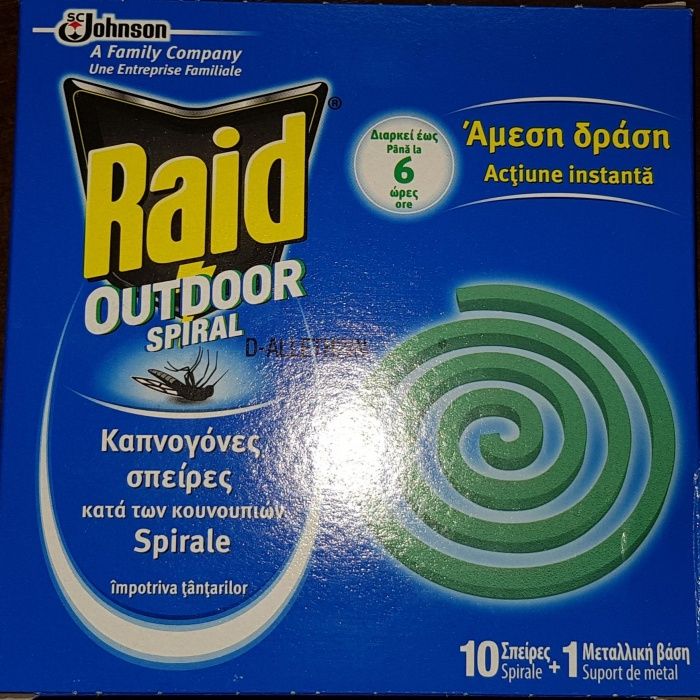 SC
Johnson
A Family Company
Une Entreprise Familiale
Raid®
OUTDOOR
SPIRAL
D-ALLETHRIN
Διαρκεί έως
Până la
6
ώρες
ore
Άμεση δράση
Acţiune instantă
Καπνογόνες
σπείρες
κατά των κουνουπιών
Spirale
împotriva ţânţarilor
10 Σπείρες + 1 Μεταλλική βάση
Spirale Suport de metal